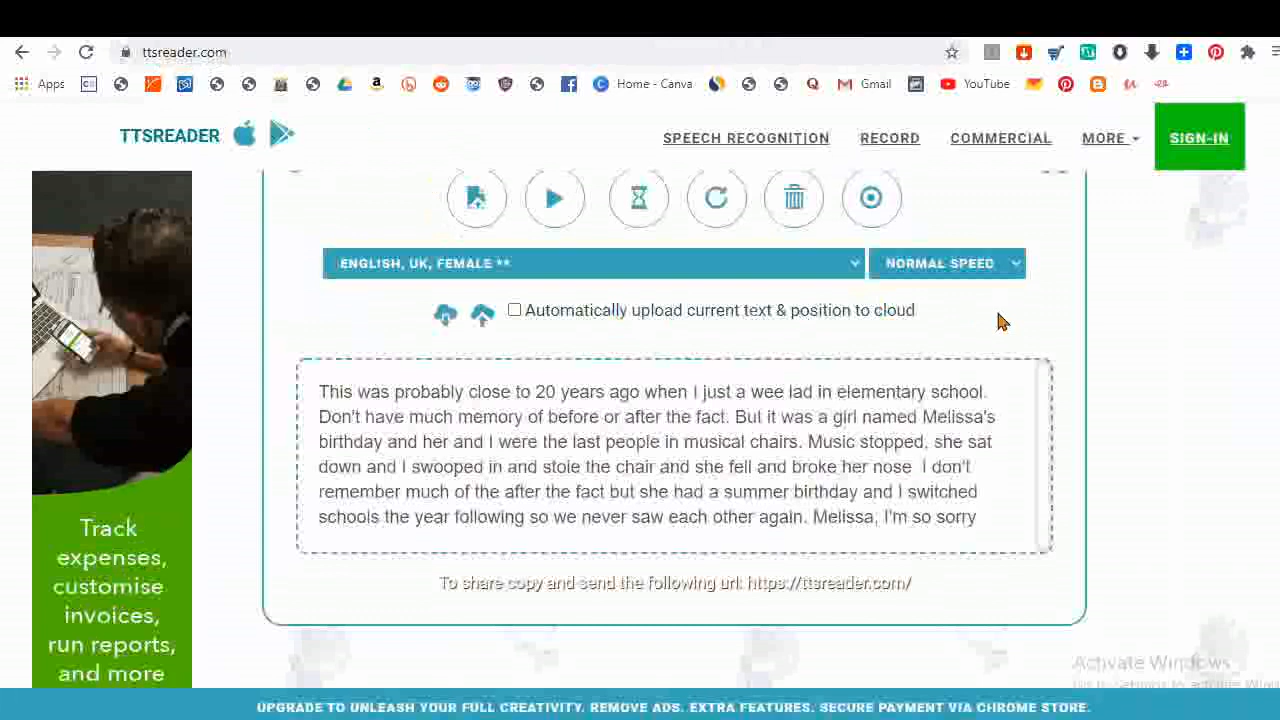 ttsreader.com
Apps
Home - Canva
Gmail
YouTube
TTSREADER
SPEECH RECOGNITION
RECORD
COMMERCIAL
MORE
SIGN-IN
ENGLISH, UK, FEMALE **
NORMAL SPEED
Automatically upload current text & position to cloud
This was probably close to 20 years ago when I just a wee lad in elementary school.
Don't have much memory of before or after the fact. But it was a girl named Melissa's
birthday and her and I were the last people in musical chairs. Music stopped, she sat
down and I swooped in and stole the chair and she fell and broke her nose I don't
remember much of the after the fact but she had a summer birthday and I switched
schools the year following so we never saw each other again. Melissa, I'm so sorry
To share copy and send the following url: https://ttsreader.com/
Track
expenses,
customise
invoices,
run reports,
and more
Activate Windows
UPGRADE TO UNLEASH YOUR FULL CREATIVITY. REMOVE ADS. EXTRA FEATURES. SECURE PAYMENT VIA CHROME STORE.